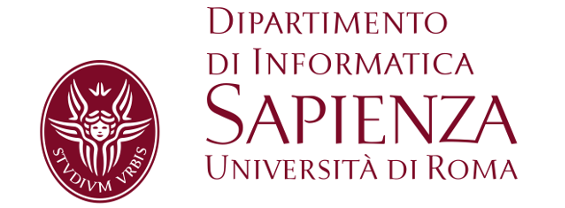 DIPARTIMENTO
DI INFORMATICA
SAPIENZA
UNIVERSITÀ DI ROMA
STVDIVM VRBIS